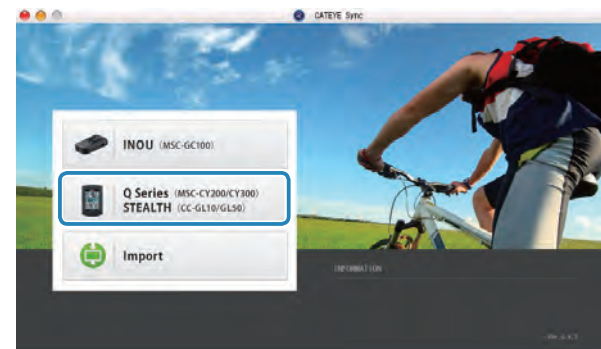 CATEYE Sync
INOU (MSC-GC100)
Q Series (MSC-CY200/CY300)
STEALTH (CC-GL10/GL50)
Import
INFORMATION